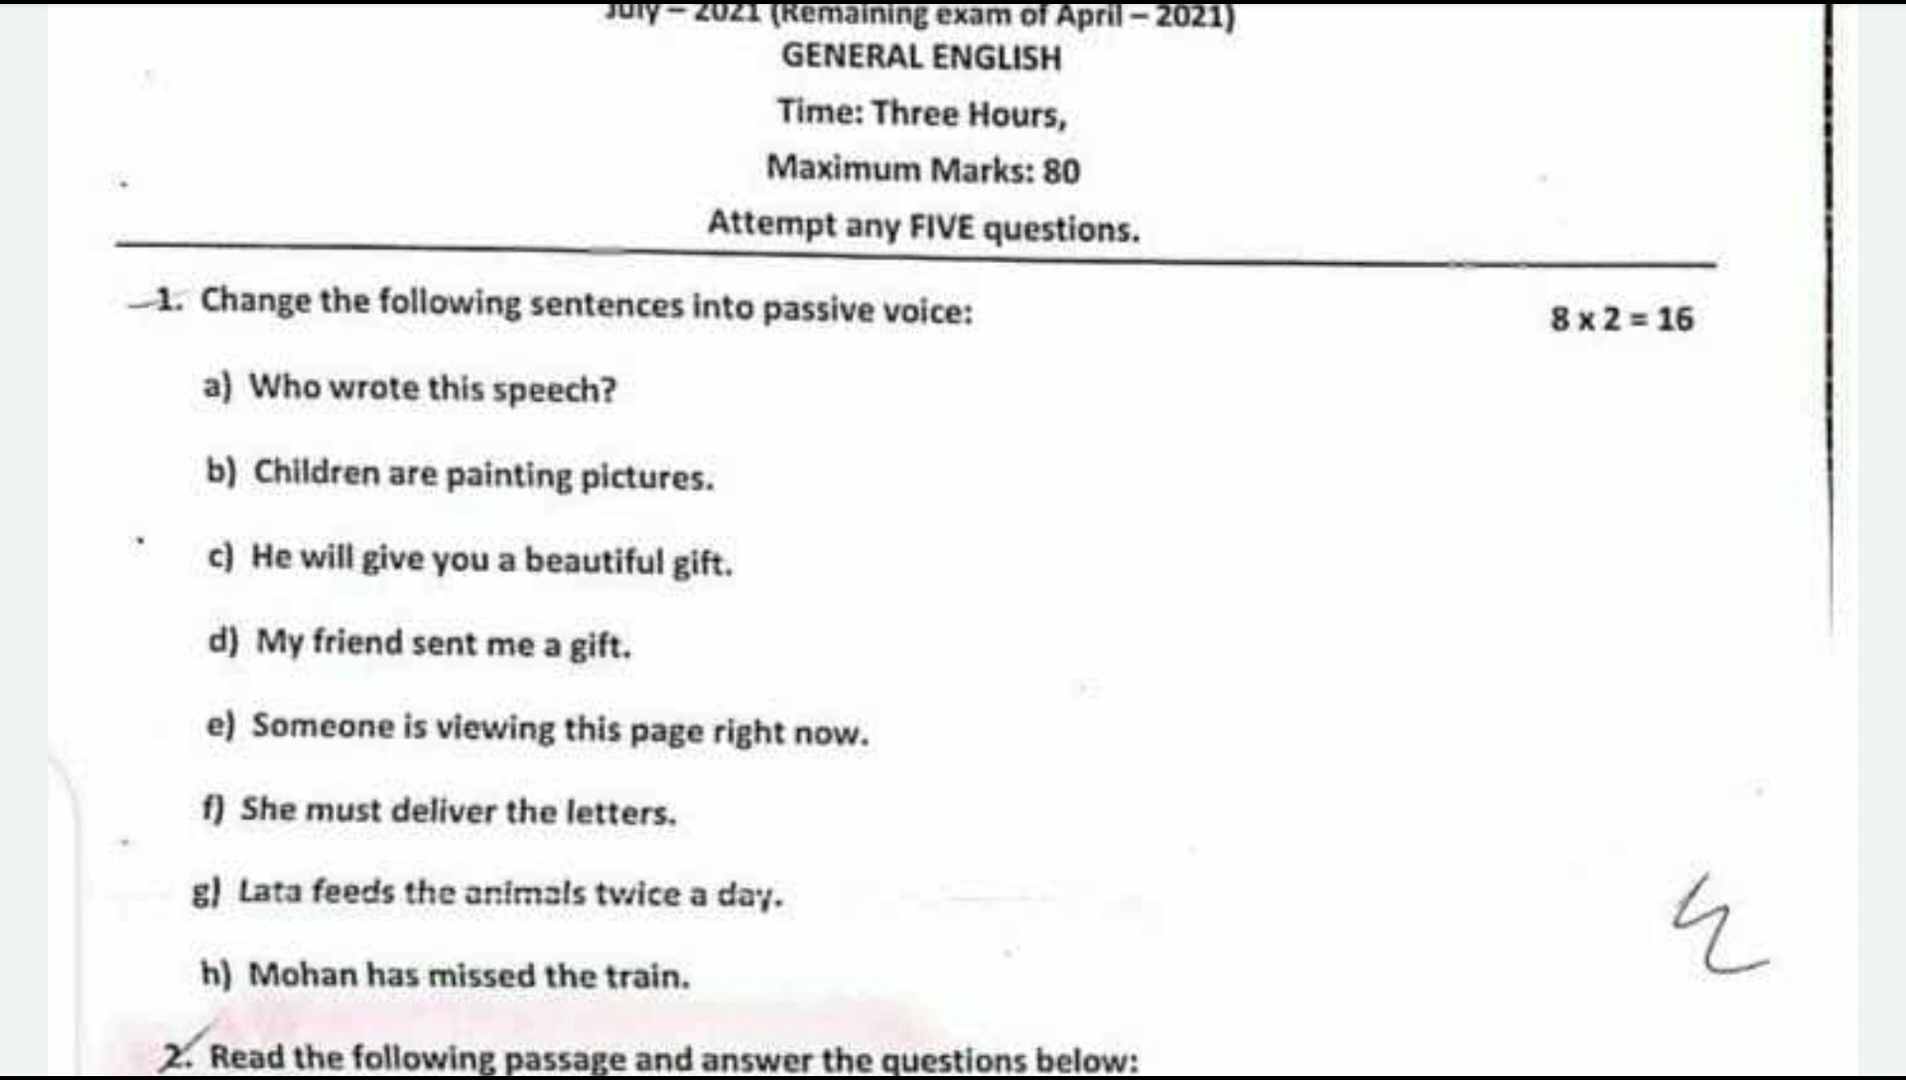 July – 2021 (Remaining exam of April – 2021)
GENERAL ENGLISH
Time: Three Hours,
Maximum Marks: 80
Attempt any FIVE questions.
1. Change the following sentences into passive voice: 8 x 2 = 16
a) Who wrote this speech?
b) Children are painting pictures.
c) He will give you a beautiful gift.
d) My friend sent me a gift.
e) Someone is viewing this page right now.
f) She must deliver the letters.
g) Lata feeds the animals twice a day.
h) Mohan has missed the train.
2. Read the following passage and answer the questions below: